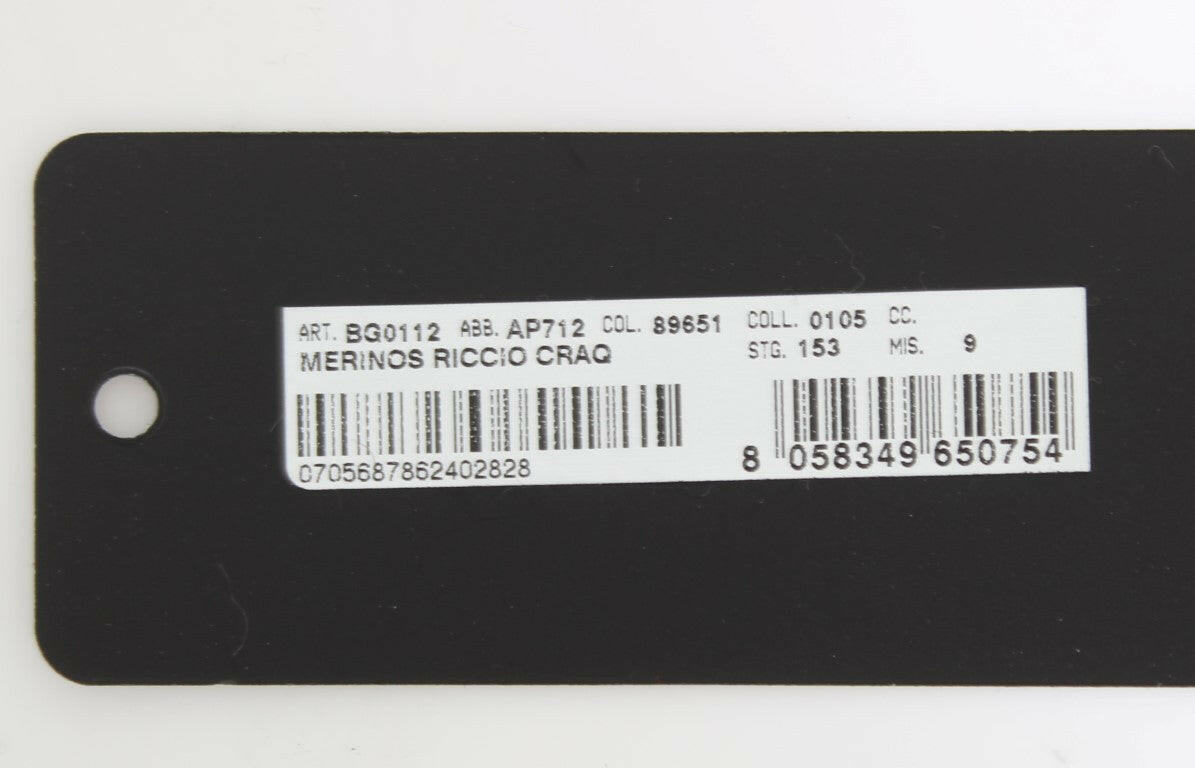 ART. BG0112 ABB. AP712 COL. 89651 COLL. 0105 CC.
MERINOS RICCIO CRAQ STG. 153 MIS. 9
0705687862402828
8 058349 650754